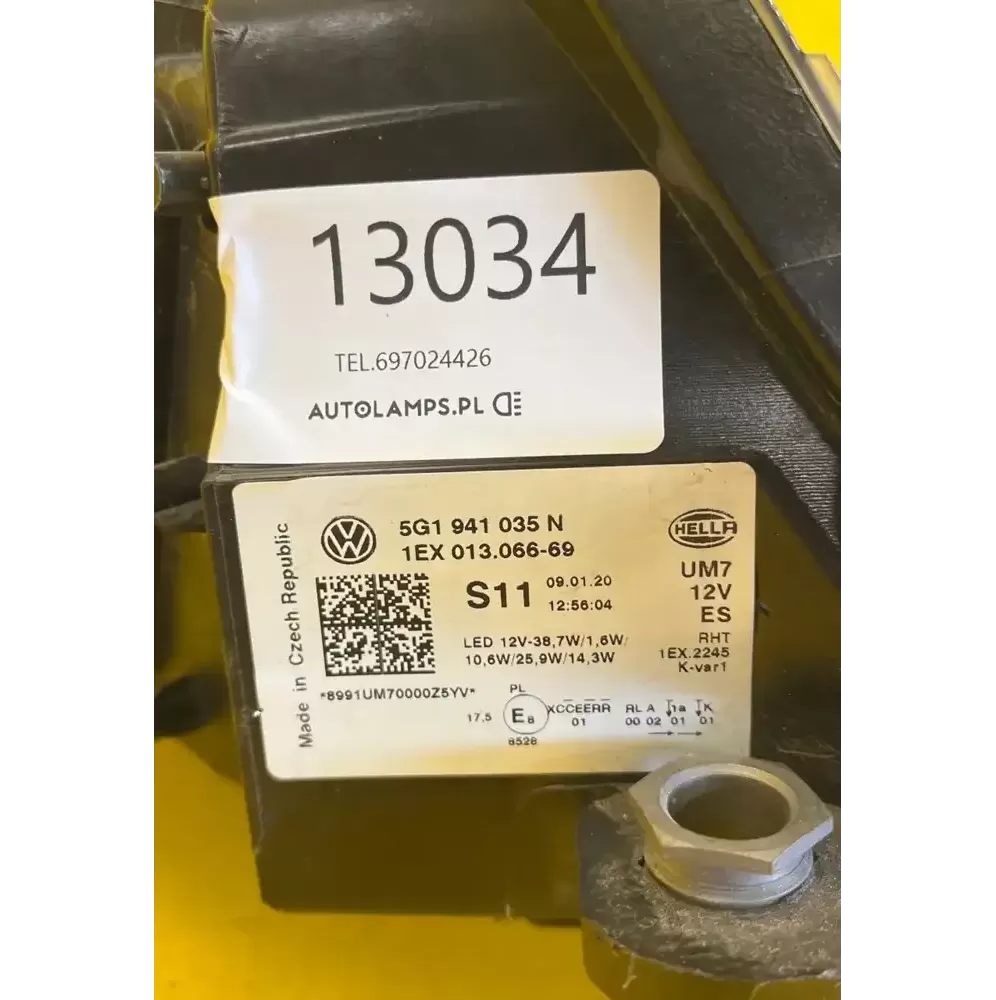 13034
TEL.697024426
AUTOLAMPS.PL
Made in Czech Republic
5G1 941 035 N
1EX 013.066-69
HELLA
S11
09.01.20
12:56:04
UM7
12V
ES
LED 12V-38,7W/1,6W/
10,6W/25,9W/14,3W
RHT
1EX.2245
K-var1
*8991UM70000Z5YV*
PL
17.5
E8
XCCEERR
01
RL A 1a K
00 02 01 01
8528